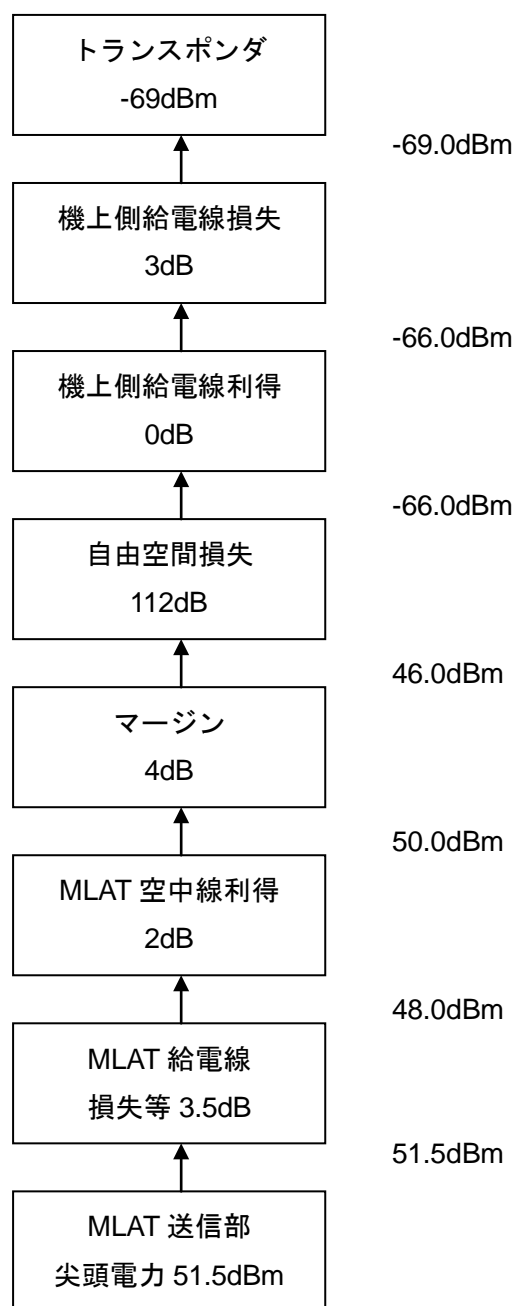 トランスポンダ
-69dBm
-69.0dBm
機上側給電線損失
3dB
-66.0dBm
機上側給電線利得
0dB
-66.0dBm
自由空間損失
112dB
46.0dBm
マージン
4dB
50.0dBm
MLAT 空中線利得
2dB
48.0dBm
MLAT 給電線
損失等 3.5dB
51.5dBm
MLAT 送信部
尖頭電力 51.5dBm